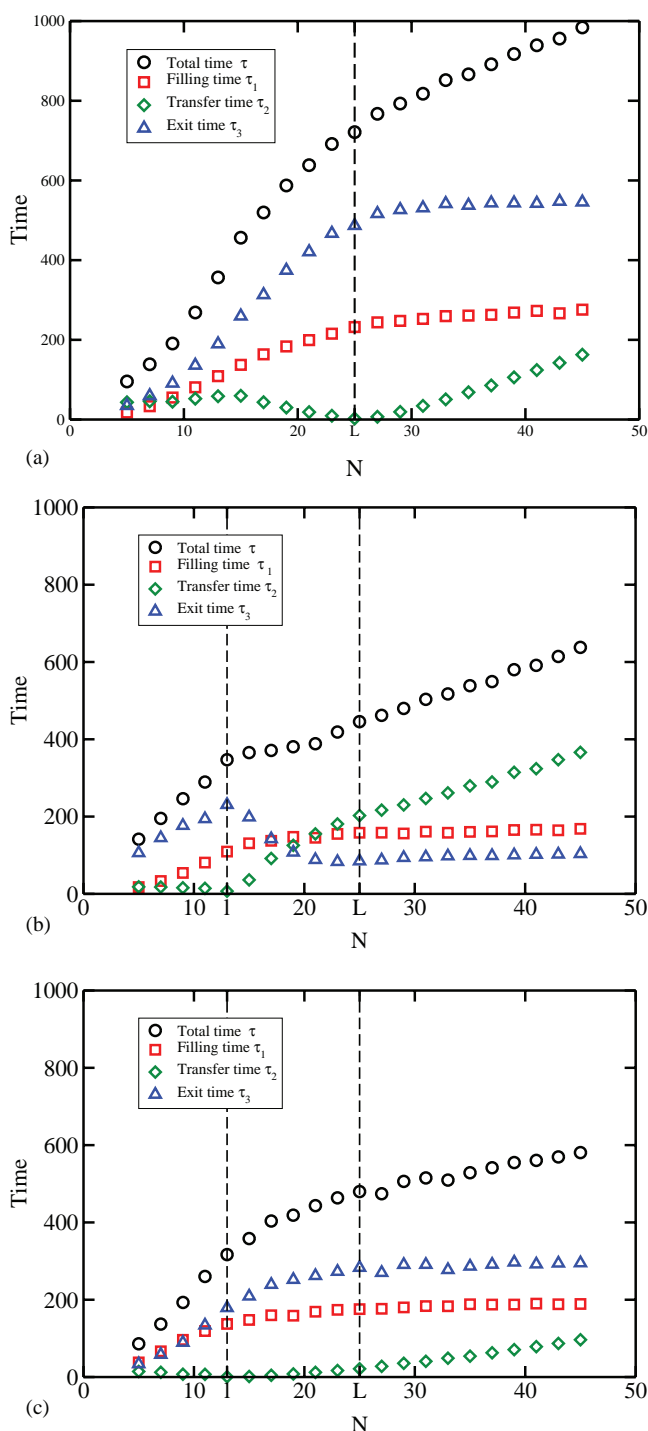 1000
800
600
400
200
0
Time
Total time τ
Filling time τ1
Transfer time τ2
Exit time τ3
0 10 20 L 30 40 50
(a)
N
1000
800
600
400
200
0
Time
Total time τ
Filling time τ1
Transfer time τ2
Exit time τ3
0 10 I 20 L 30 40 50
(b)
N
1000
800
600
400
200
0
Time
Total time τ
Filling time τ1
Transfer time τ2
Exit time τ3
0 10 I 20 L 30 40 50
(c)
N